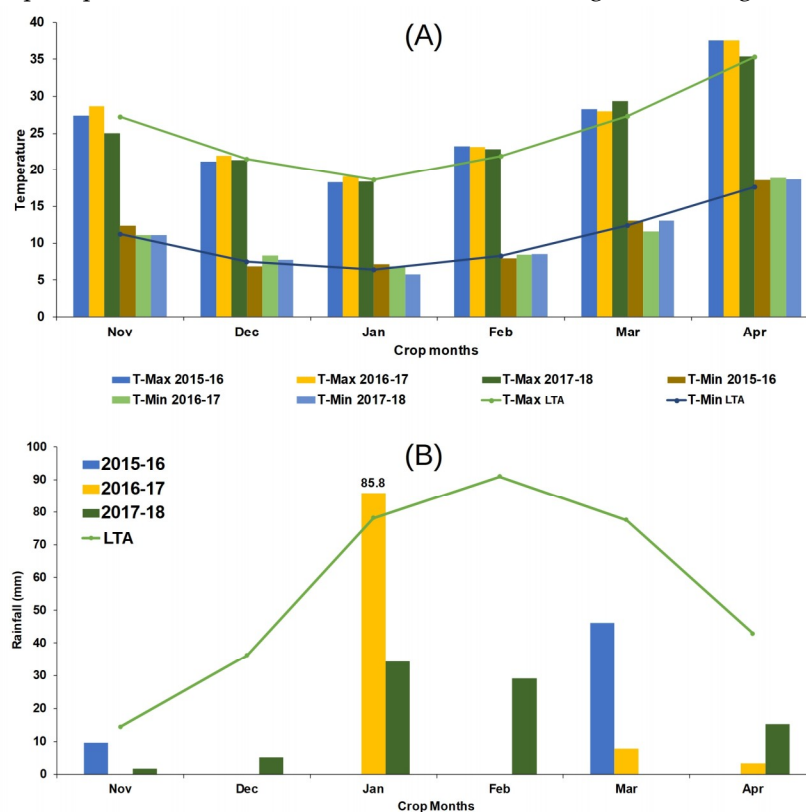 (A)
40
35
30
25
20
15
10
5
0
Temperature
Nov Dec Jan Feb Mar Apr
Crop months
T-Max 2015-16 T-Max 2016-17 T-Max 2017-18 T-Min 2015-16
T-Min 2016-17 T-Min 2017-18 T-Max LTA T-Min LTA
(B)
100
90
80
70
60
50
40
30
20
10
0
Rainfall (mm)
2015-16
2016-17
2017-18
LTA
85.8
Nov Dec Jan Feb Mar Apr
Crop Months